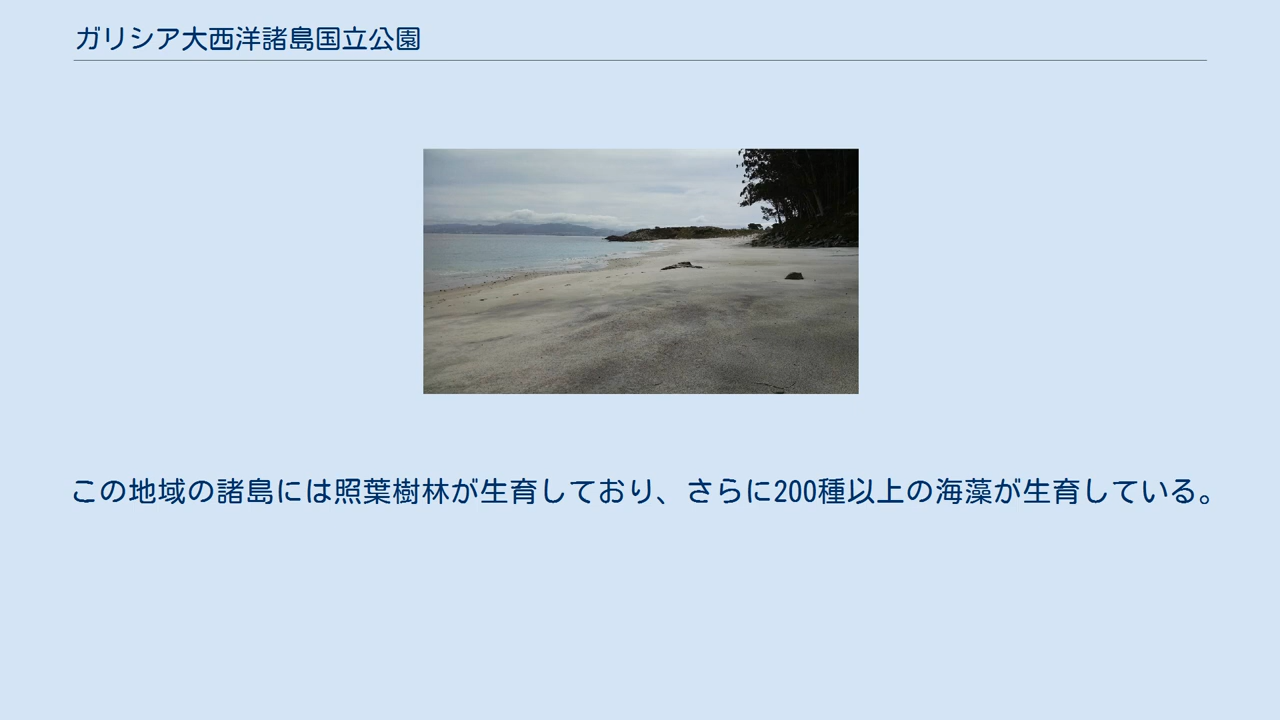 ガリシア大西洋諸島国立公園
この地域の諸島には照葉樹林が生育しており、さらに200種以上の海藻が生育している。